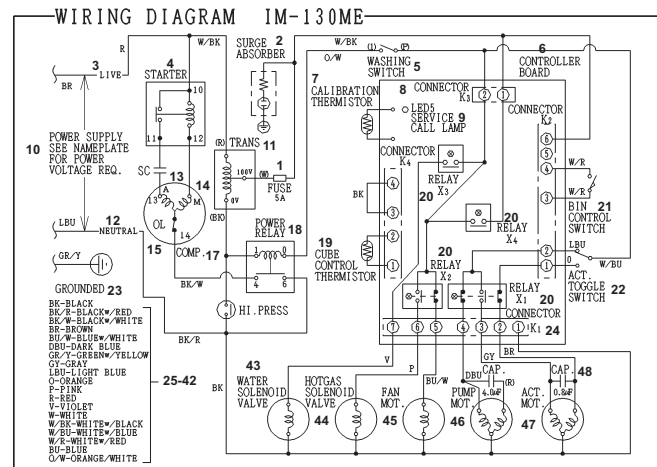 WIRING DIAGRAM IM-130ME
R
W/BK
SURGE 2
ABSORBER
W/BK
O/W
(1) (P)
5
WASHING
SWITCH
6
CONTROLLER
BOARD
3 LIVE
BR
4
STARTER
10
11 12
7
CALIBRATION
THERMISTOR
8
CONNECTOR
K3
2 1
LED5
SERVICE 9
CALL LAMP
CONNECTOR
K2
6
5
4
3
2
1
10 POWER SUPPLY
SEE NAMEPLATE
FOR POWER
VOLTAGE REQ.
(R) TRANS
11
100V
(W)
1
FUSE
5A
0V
(BK)
CONNECTOR
K4
4
3
2
1
BK
RELAY
X3
20
20
RELAY
X4
W/R
W/R
BIN 21
CONTROL
SWITCH
SC
13 14
A
13 M
OL
14
15 COMP. 17
LBU
12
NEUTRAL
POWER 18
RELAY
1 0
4 6
19
CUBE
CONTROL
THERMISTOR
20
RELAY
X2
RELAY
X1
20
LBU
0
W/BU
ACT.
TOGGLE 22
SWITCH
GR/Y
GROUNDED 23
BK/W
HI.PRESS
BK/R
CONNECTOR
K1 24
7 6 5 4 3 2 1
BK-BLACK
BK/R-BLACKW/RED
BK/W-BLACKW/WHITE
BR-BROWN
BU/W-BLUEW/WHITE
DBU-DARK BLUE
GR/Y-GREENW/YELLOW
GY-GRAY
LBU-LIGHT BLUE
O-ORANGE
P-PINK
R-RED
V-VIOLET
W-WHITE
W/BK-WHITEW/BLACK
W/BU-WHITEW/BLUE
W/R-WHITEW/RED
BU-BLUE
O/W-ORANGE/WHITE
25-42
BK
V
P
BU/W
DBU
GY
BR
43
WATER
SOLENOID
VALVE
44
HOTGAS
SOLENOID
VALVE
45
FAN
MOT.
46
PUMP
MOT.
CAP.
4.0uF
(R)
47
ACT.
MOT.
CAP. 48
0.8uF